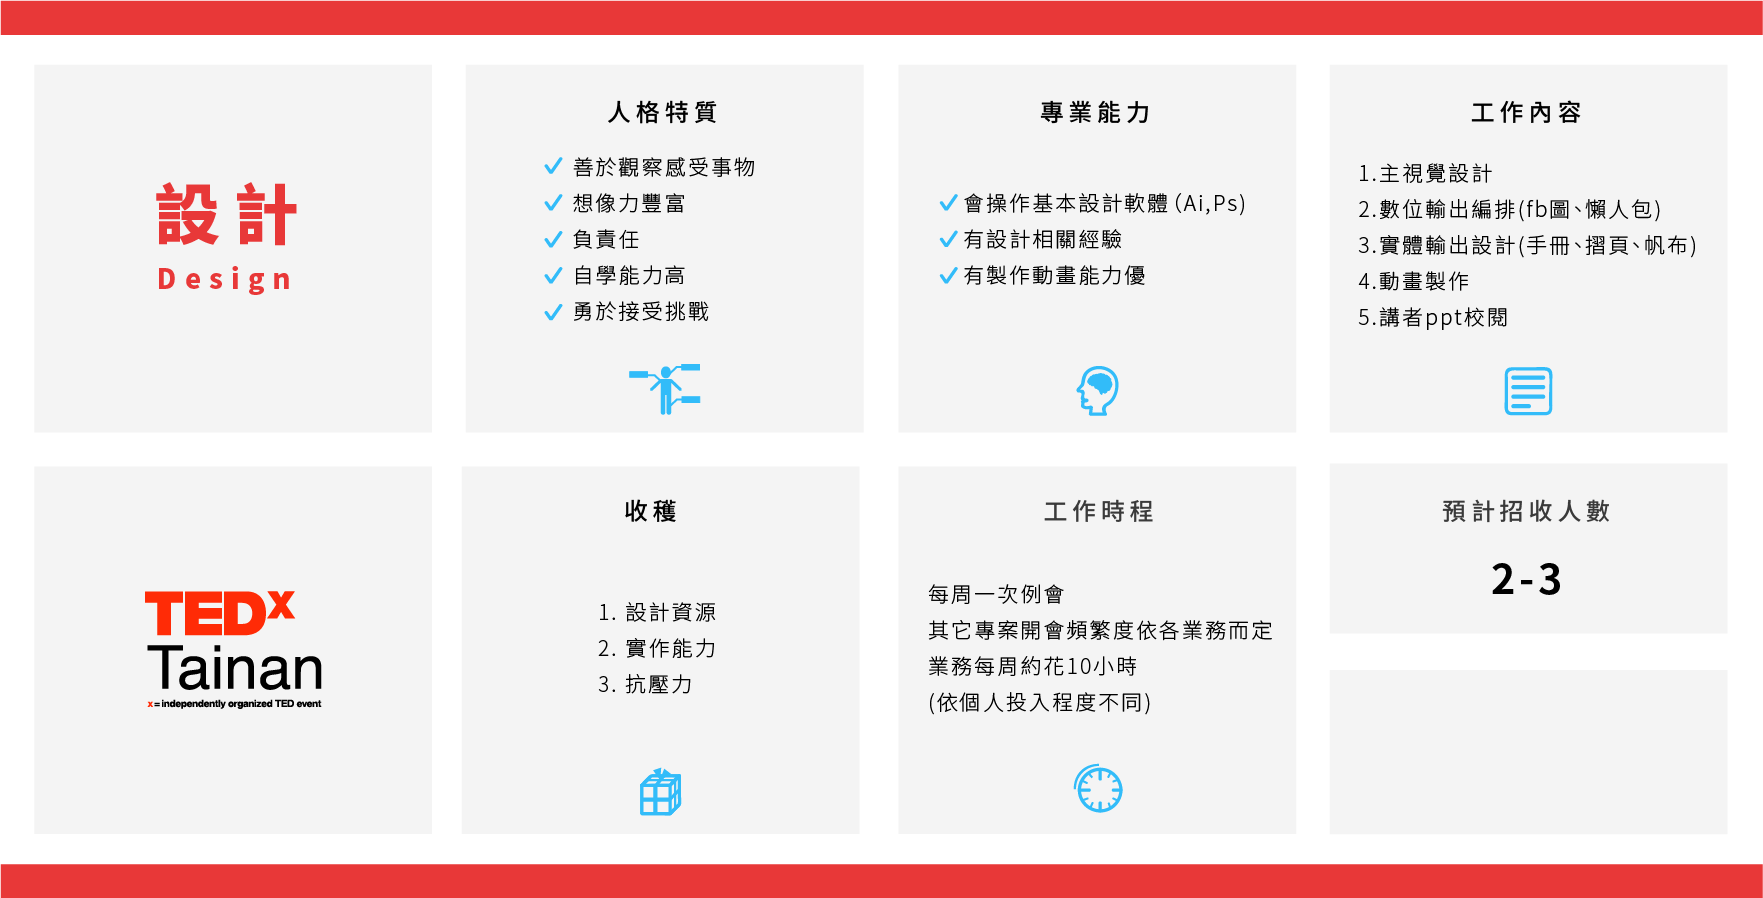 設計
Design
人格特質
善於觀察感受事物
想像力豐富
負責任
自學能力高
勇於接受挑戰
專業能力
會操作基本設計軟體(Ai,Ps)
有設計相關經驗
有製作動畫能力優
工作內容
1.主視覺設計
2.數位輸出編排(fb圖、懶人包)
3.實體輸出設計(手冊、摺頁、帆布)
4.動畫製作
5.講者ppt校閱
TEDx
Tainan
x = independently organized TED event
收穫
1. 設計資源
2. 實作能力
3. 抗壓力
工作時程
每周一次例會
其它專案開會頻繁度依各業務而定
業務每周約花10小時
(依個人投入程度不同)
預計招收人數
2-3